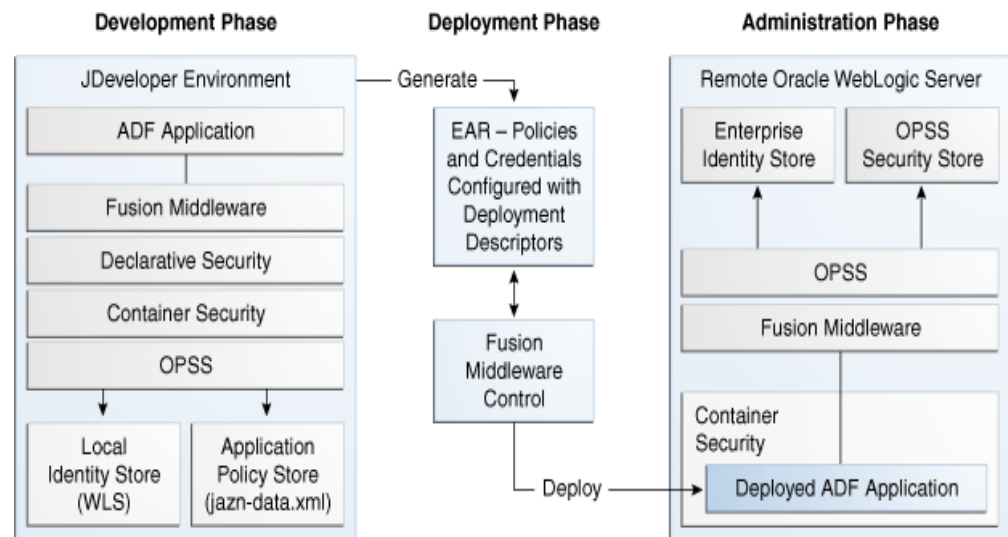 Development Phase
JDeveloper Environment
ADF Application
Fusion Middleware
Declarative Security
Container Security
OPSS
Local
Identity Store
(WLS)
Application
Policy Store
(jazn-data.xml)
Deployment Phase
Generate
EAR – Policies
and Credentials
Configured with
Deployment
Descriptors
Fusion
Middleware
Control
Deploy
Administration Phase
Remote Oracle WebLogic Server
Enterprise
Identity Store
OPSS
Security Store
OPSS
Fusion Middleware
Container
Security
Deployed ADF Application